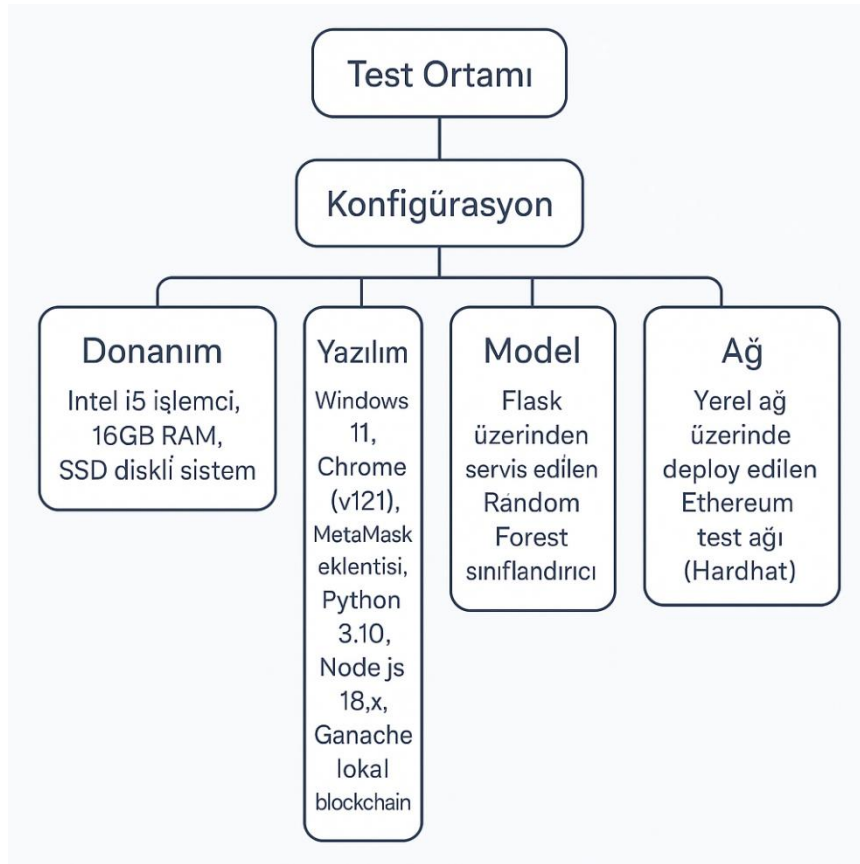 Test Ortamı
Konfigűrasyon
Donanım
Intel i5 işlemci,
16GB RAM,
SSD diskli sistem
Yazılım
Windows
11,
Chrome
(v121),
MetaMask
eklentisi,
Python
3.10,
Node js
18,x,
Ganache
lokal
blockchain
Model
Flask
üzerinden
servis edilen
Rándom
Forest
sınıflandırıcı
Ağ
Yerel ağ
üzerinde
deploy edilen
Ethereum
test ağı
(Hardhat)